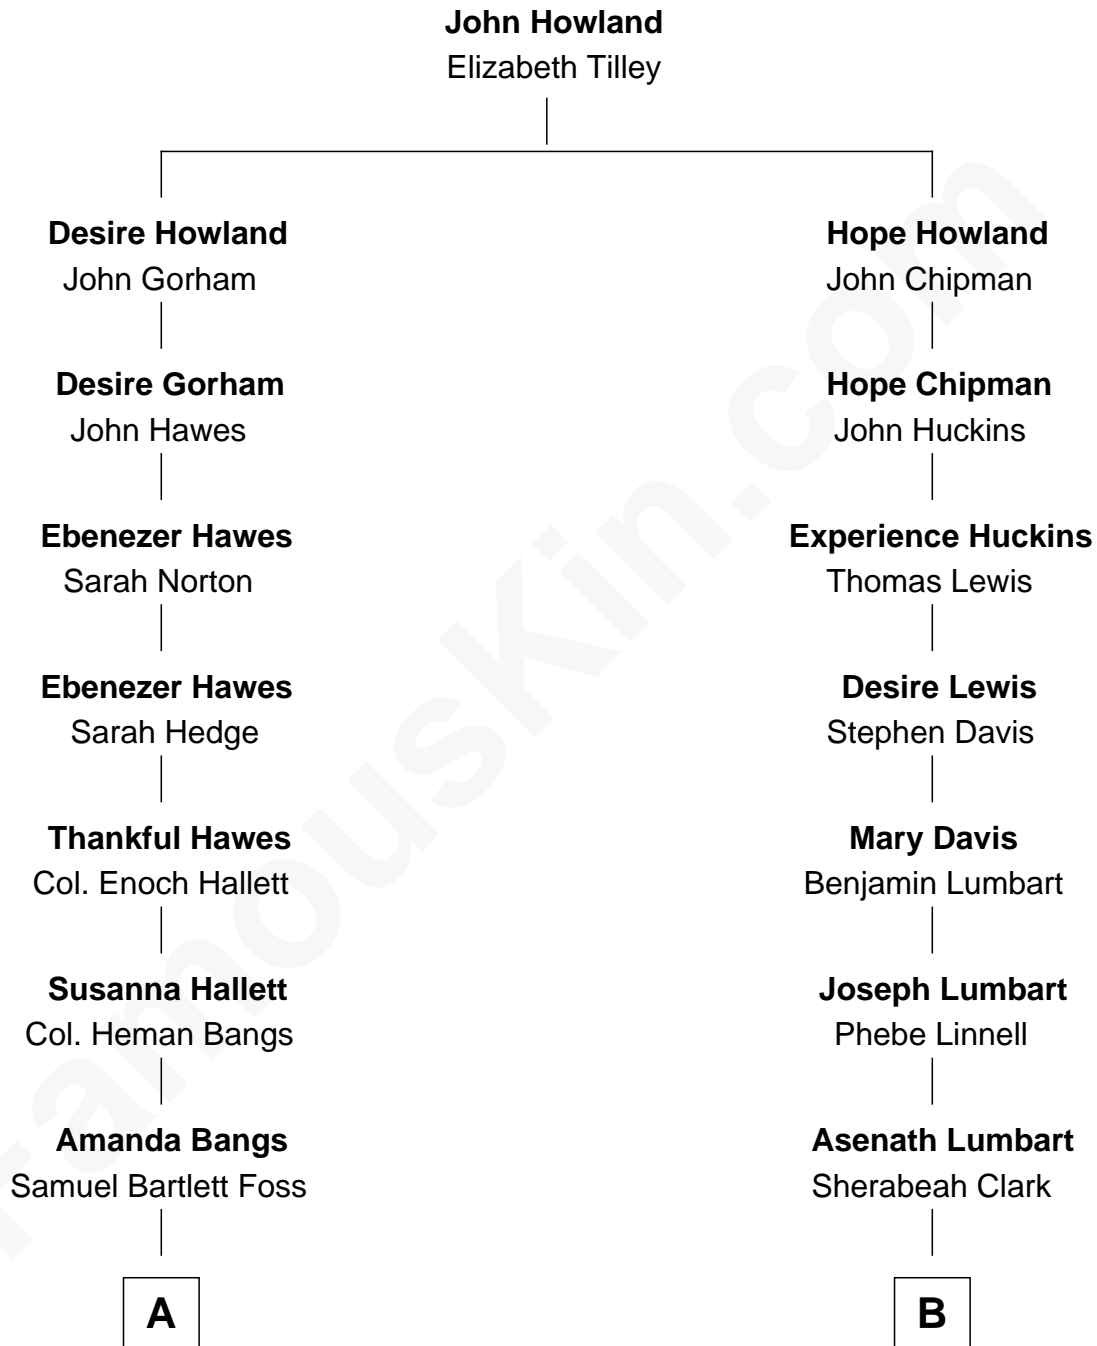 John Howland
Elizabeth Tilley
Desire Howland
John Gorham
Hope Howland
John Chipman
Desire Gorham
John Hawes
Hope Chipman
John Huckins
Ebenezer Hawes
Sarah Norton
Experience Huckins
Thomas Lewis
Ebenezer Hawes
Sarah Hedge
Desire Lewis
Stephen Davis
Thankful Hawes
Col. Enoch Hallett
Mary Davis
Benjamin Lumbart
Susanna Hallett
Col. Heman Bangs
Joseph Lumbart
Phebe Linnell
Amanda Bangs
Samuel Bartlett Foss
Asenath Lumbart
Sherabeah Clark
A
B
FamousKin.com